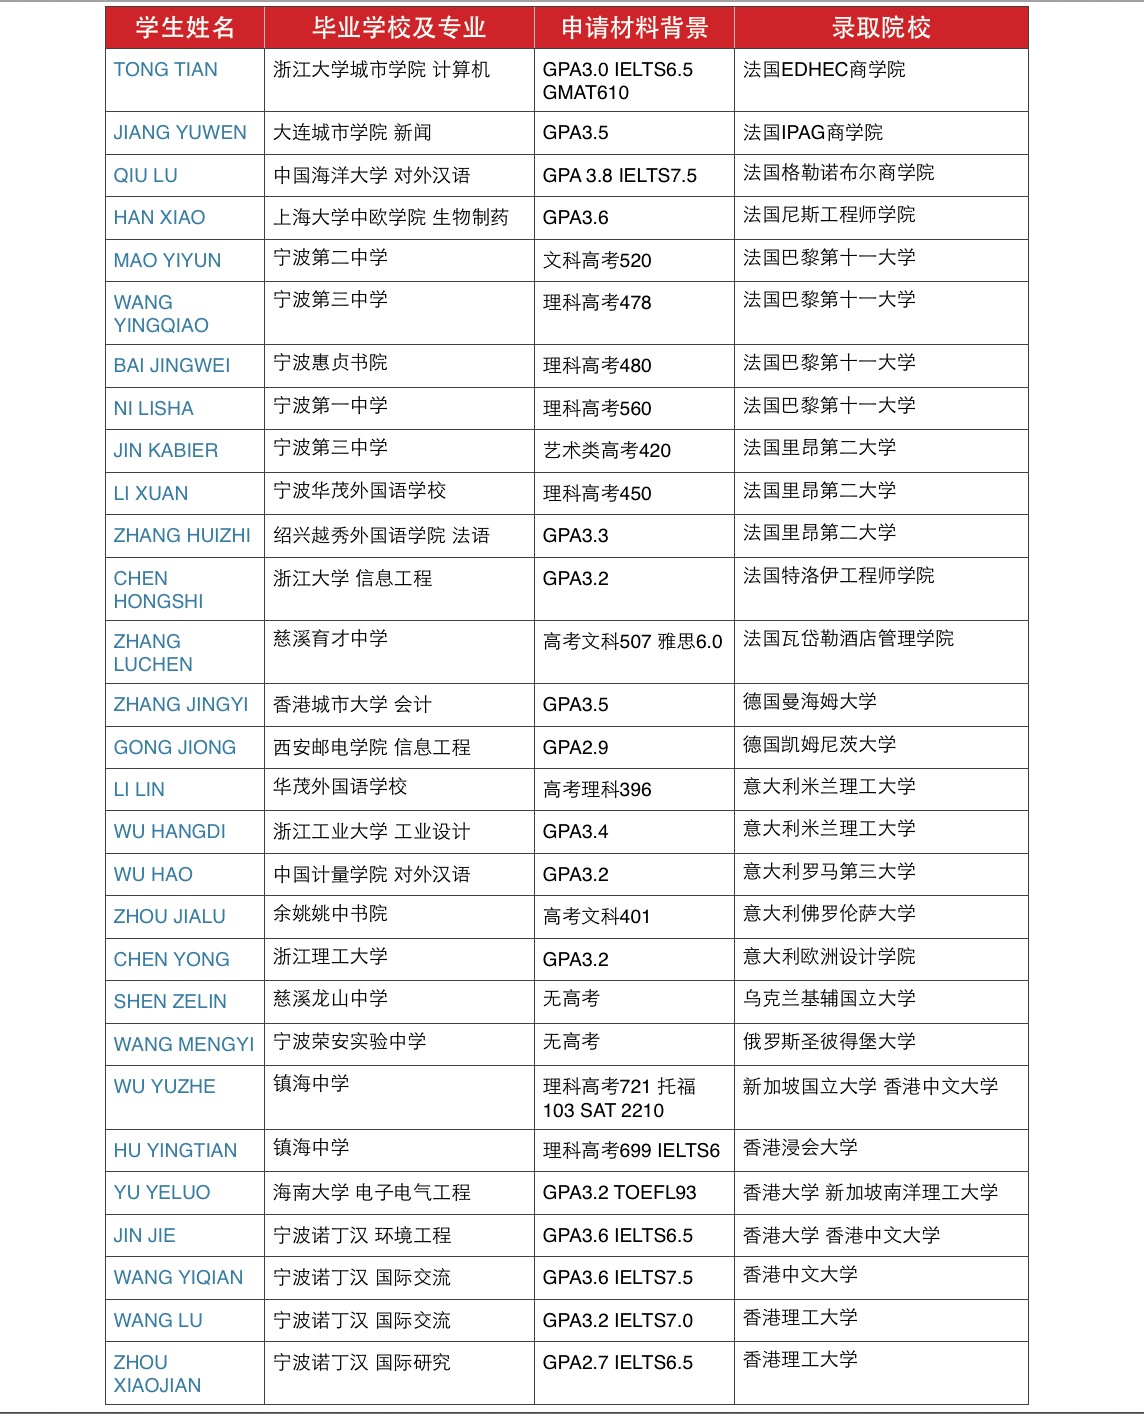 学生姓名 毕业学校及专业 申请材料背景 录取院校
TONG TIAN 浙江大学城市学院 计算机 GPA3.0 IELTS6.5 法国EDHEC商学院
GMAT610
JIANG YUWEN 大连城市学院 新闻 GPA3.5 法国IPAG商学院
QIU LU 中国海洋大学 对外汉语 GPA 3.8 IELTS7.5 法国格勒诺布尔商学院
HAN XIAO 上海大学中欧学院 生物制药 GPA3.6 法国尼斯工程师学院
MAO YIYUN 宁波第二中学 文科高考520 法国巴黎第十一大学
WANG 宁波第三中学 理科高考478 法国巴黎第十一大学
YINGQIAO
BAI JINGWEI 宁波惠贞书院 理科高考480 法国巴黎第十一大学
NI LISHA 宁波第一中学 理科高考560 法国巴黎第十一大学
JIN KABIER 宁波第三中学 艺术类高考420 法国里昂第二大学
LI XUAN 宁波华茂外国语学校 理科高考450 法国里昂第二大学
ZHANG HUIZHI 绍兴越秀外国语学院 法语 GPA3.3 法国里昂第二大学
CHEN 浙江大学 信息工程 GPA3.2 法国特洛伊工程师学院
HONGSHI
ZHANG 慈溪育才中学 高考文科507 雅思6.0 法国瓦岱勒酒店管理学院
LUCHEN
ZHANG JINGYI 香港城市大学 会计 GPA3.5 德国曼海姆大学
GONG JIONG 西安邮电学院 信息工程 GPA2.9 德国凯姆尼茨大学
LI LIN 华茂外国语学校 高考理科396 意大利米兰理工大学
WU HANGDI 浙江工业大学 工业设计 GPA3.4 意大利米兰理工大学
WU HAO 中国计量学院 对外汉语 GPA3.2 意大利罗马第三大学
ZHOU JIALU 余姚姚中书院 高考文科401 意大利佛罗伦萨大学
CHEN YONG 浙江理工大学 GPA3.2 意大利欧洲设计学院
SHEN ZELIN 慈溪龙山中学 无高考 乌克兰基辅国立大学
WANG MENGYI 宁波荣安实验中学 无高考 俄罗斯圣彼得堡大学
WU YUZHE 镇海中学 理科高考721 托福 新加坡国立大学 香港中文大学
103 SAT 2210
HU YINGTIAN 镇海中学 理科高考699 IELTS6 香港浸会大学
YU YELUO 海南大学 电子电气工程 GPA3.2 TOEFL93 香港大学 新加坡南洋理工大学
JIN JIE 宁波诺丁汉 环境工程 GPA3.6 IELTS6.5 香港大学 香港中文大学
WANG YIQIAN 宁波诺丁汉 国际交流 GPA3.6 IELTS7.5 香港中文大学
WANG LU 宁波诺丁汉 国际交流 GPA3.2 IELTS7.0 香港理工大学
ZHOU 宁波诺丁汉 国际研究 GPA2.7 IELTS6.5 香港理工大学
XIAOJIAN